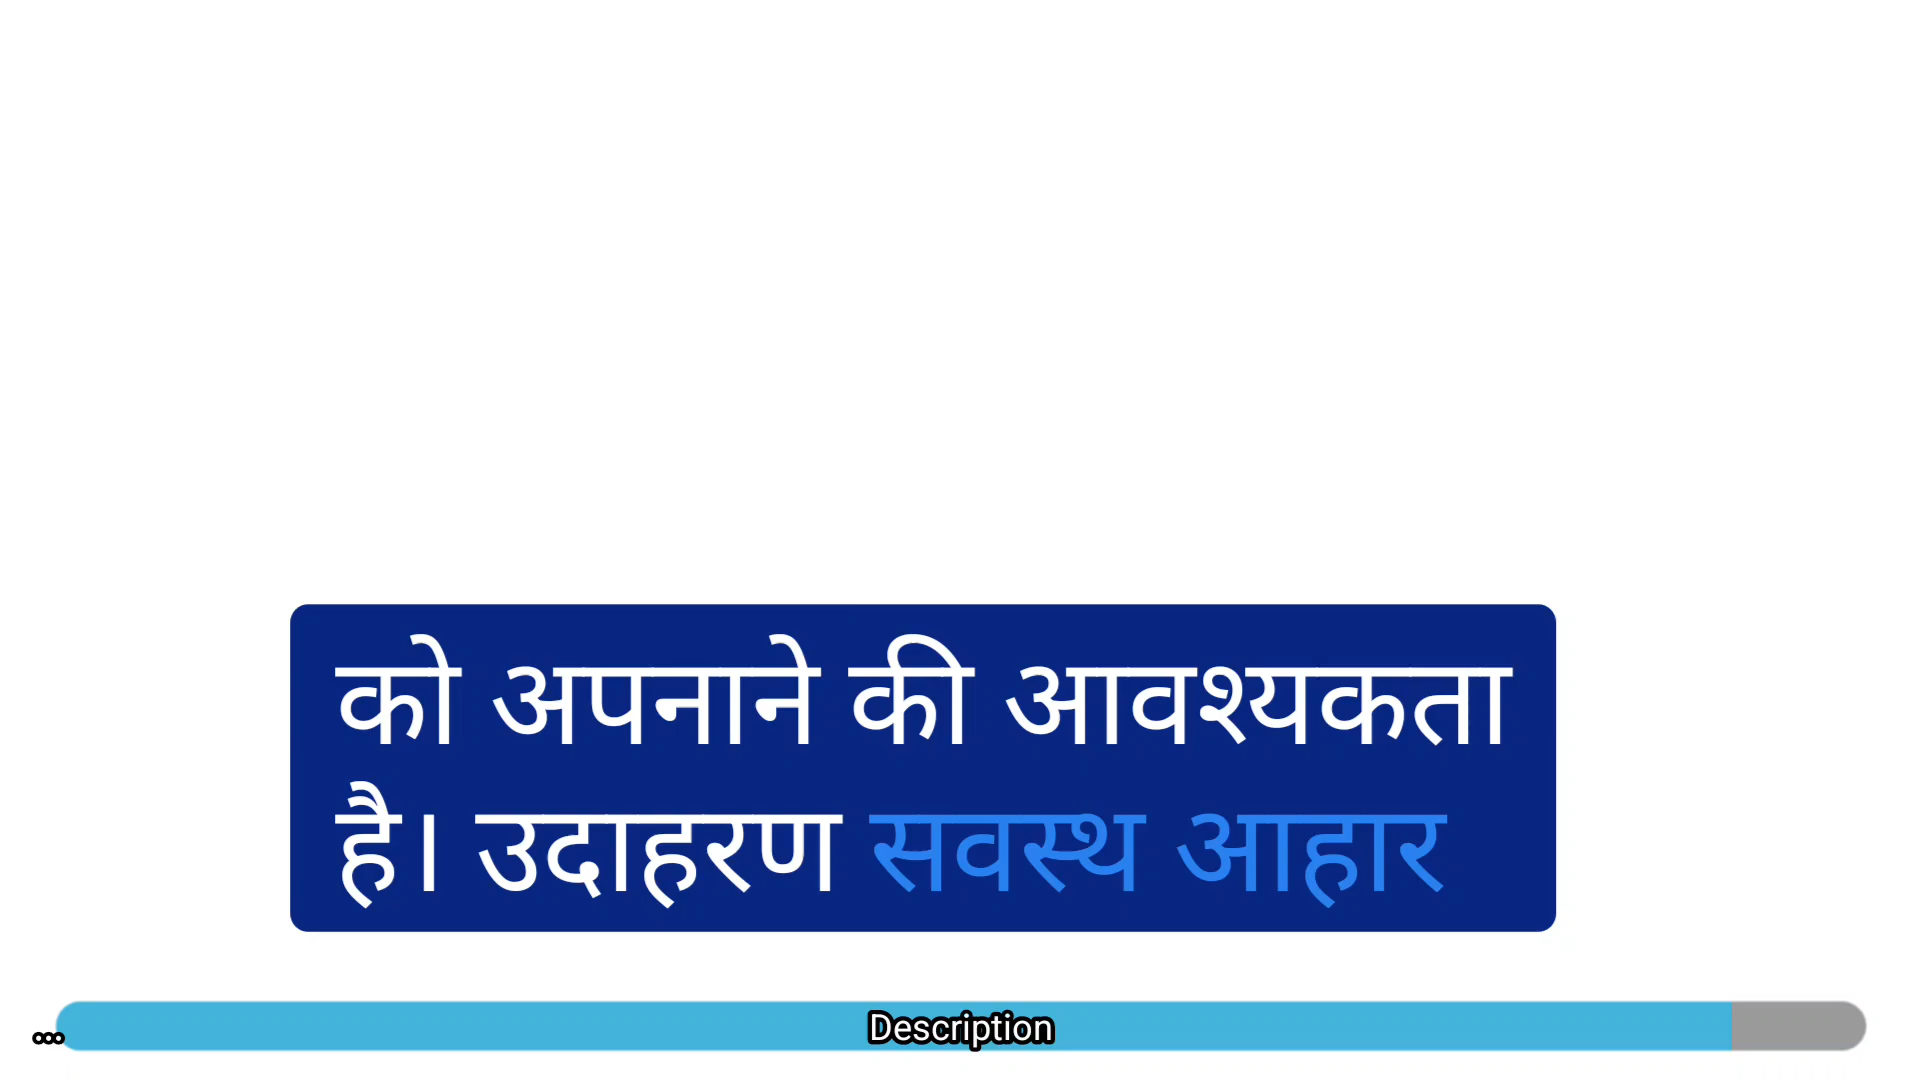 को अपनाने की आवश्यकता
है। उदाहरण सवस्थ आहार
Description